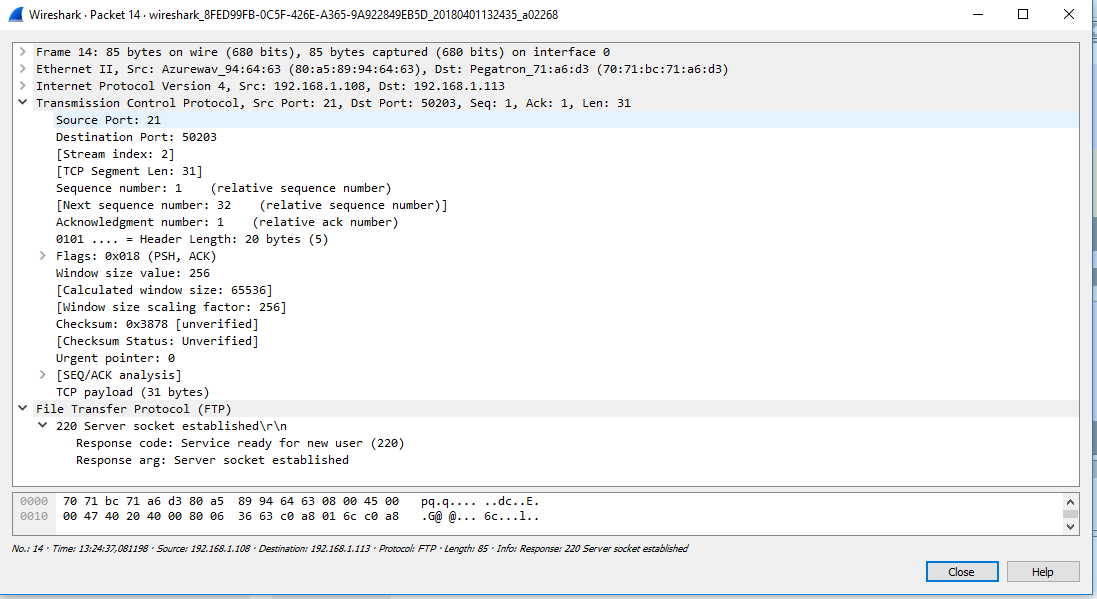 Wireshark · Packet 14 · wireshark_8FED99FB-0C5F-426E-A365-9A922849EB5D_20180401132435_a02268
Frame 14: 85 bytes on wire (680 bits), 85 bytes captured (680 bits) on interface 0
Ethernet II, Src: Azurewav_94:64:63 (80:a5:89:94:64:63), Dst: Pegatron_71:a6:d3 (70:71:bc:71:a6:d3)
Internet Protocol Version 4, Src: 192.168.1.108, Dst: 192.168.1.113
Transmission Control Protocol, Src Port: 21, Dst Port: 50203, Seq: 1, Ack: 1, Len: 31
Source Port: 21
Destination Port: 50203
[Stream index: 2]
[TCP Segment Len: 31]
Sequence number: 1    (relative sequence number)
[Next sequence number: 32    (relative sequence number)]
Acknowledgment number: 1    (relative ack number)
0101 .... = Header Length: 20 bytes (5)
Flags: 0x018 (PSH, ACK)
Window size value: 256
[Calculated window size: 65536]
[Window size scaling factor: 256]
Checksum: 0x3878 [unverified]
[Checksum Status: Unverified]
Urgent pointer: 0
[SEQ/ACK analysis]
TCP payload (31 bytes)
File Transfer Protocol (FTP)
220 Server socket established\r\n
Response code: Service ready for new user (220)
Response arg: Server socket established
0000  70 71 bc 71 a6 d3 80 a5  89 94 64 63 08 00 45 00   pq.q.... ..dc..E.
0010  00 47 40 20 40 00 80 06  36 63 c0 a8 01 6c c0 a8   .G@ @... 6c...l..
No.: 14 · Time: 13:24:37,081198 · Source: 192.168.1.108 · Destination: 192.168.1.113 · Protocol: FTP · Length: 85 · Info: Response: 220 Server socket established
Close Help